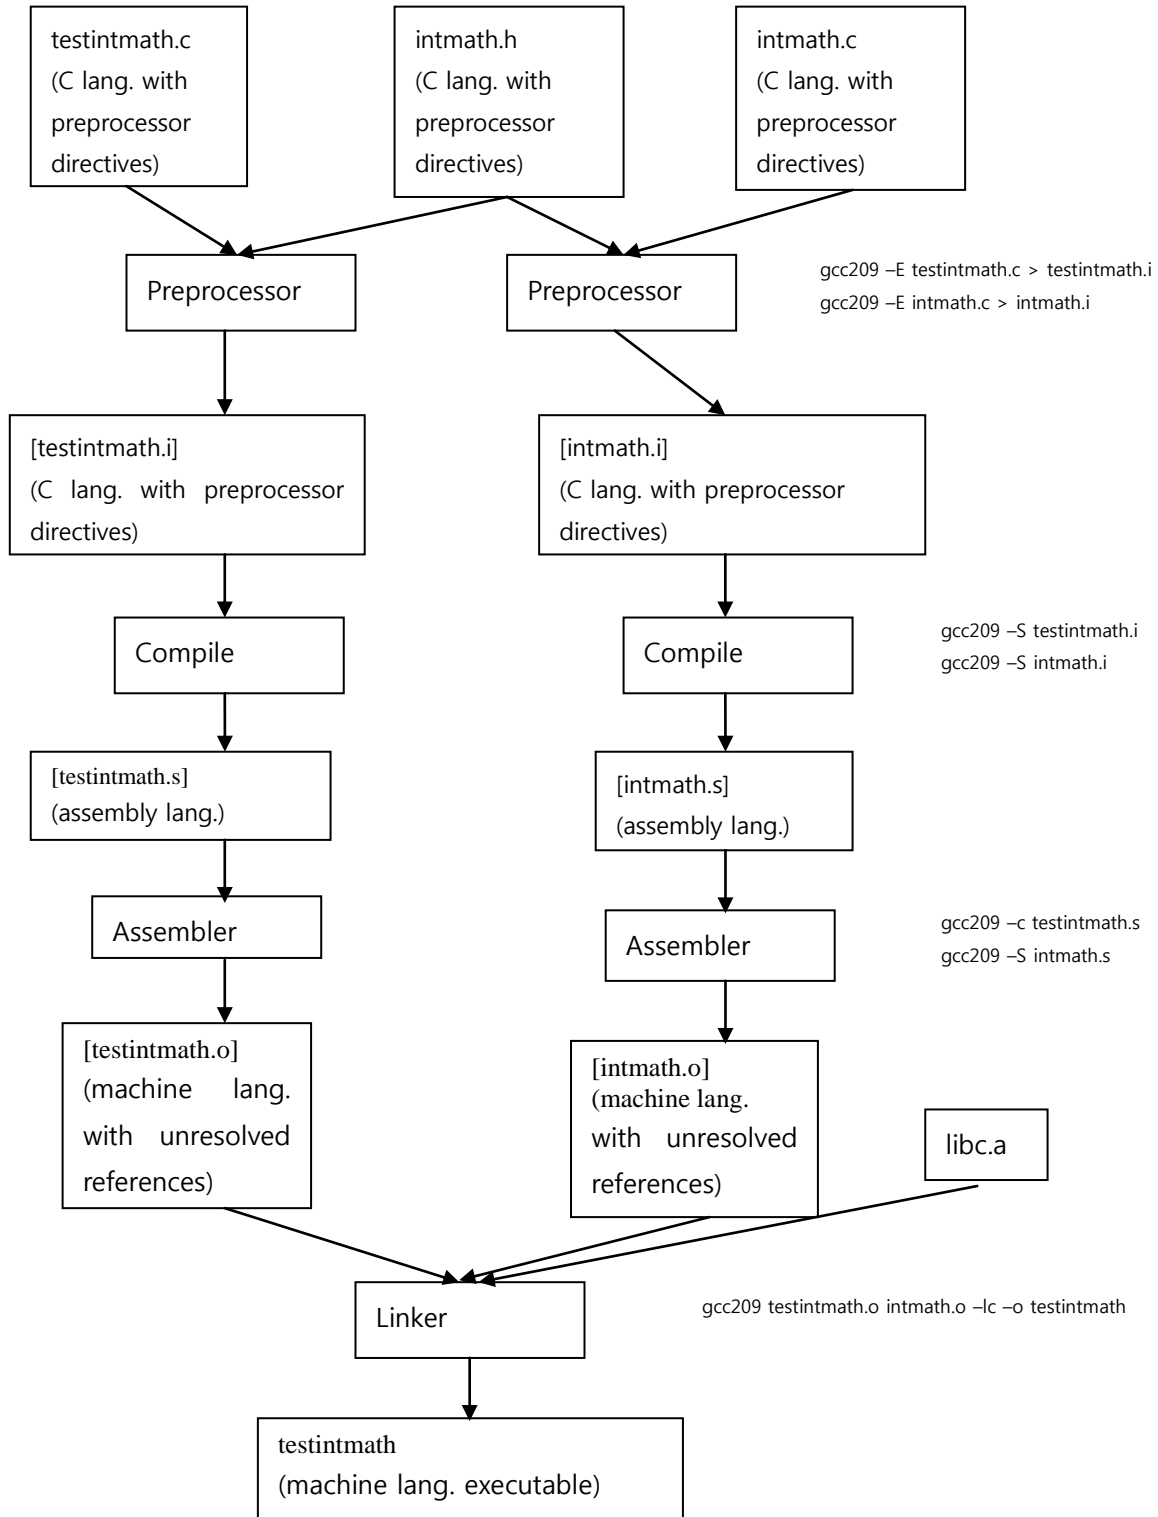 testintmath.c
(C lang. with
preprocessor
directives)
intmath.h
(C lang. with
preprocessor
directives)
intmath.c
(C lang. with
preprocessor
directives)
Preprocessor
Preprocessor
gcc209 –E testintmath.c > testintmath.i
gcc209 –E intmath.c > intmath.i
[testintmath.i]
(C lang. with preprocessor
directives)
[intmath.i]
(C lang. with preprocessor
directives)
Compile
Compile
gcc209 –S testintmath.i
gcc209 –S intmath.i
[testintmath.s]
(assembly lang.)
[intmath.s]
(assembly lang.)
Assembler
Assembler
gcc209 –c testintmath.s
gcc209 –S intmath.s
[testintmath.o]
(machine lang.
with unresolved
references)
[intmath.o]
(machine lang.
with unresolved
references)
libc.a
Linker
gcc209 testintmath.o intmath.o –lc –o testintmath
testintmath
(machine lang. executable)